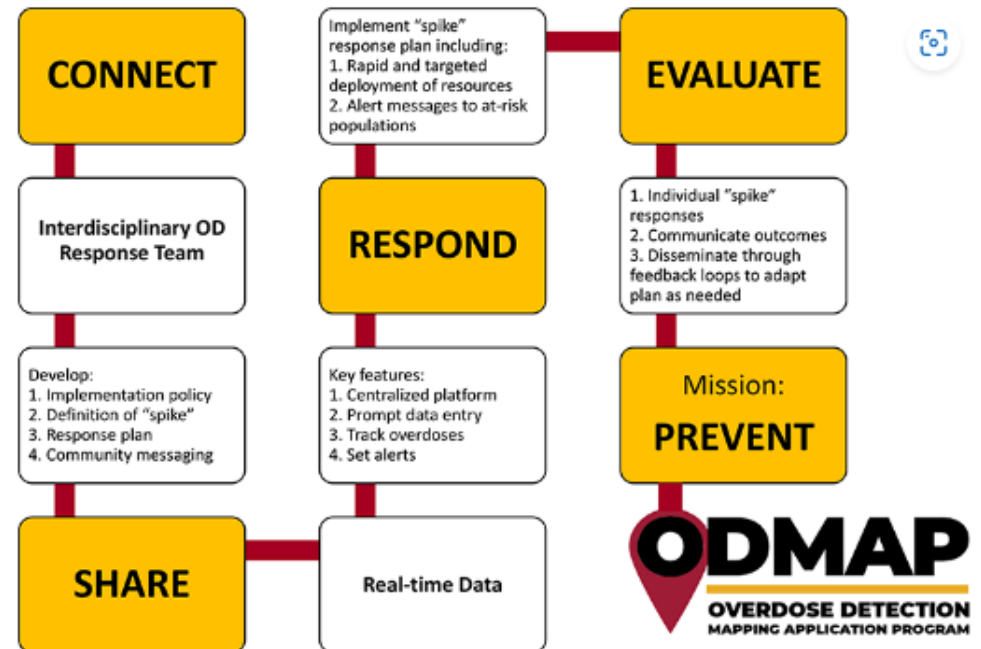 CONNECT
Interdisciplinary OD
Response Team
Develop:
1. Implementation policy
2. Definition of “spike”
3. Response plan
4. Community messaging
SHARE
Real-time Data
Key features:
1. Centralized platform
2. Prompt data entry
3. Track overdoses
4. Set alerts
RESPOND
Implement “spike”
response plan including:
1. Rapid and targeted
deployment of resources
2. Alert messages to at-risk
populations
EVALUATE
1. Individual “spike”
responses
2. Communicate outcomes
3. Disseminate through
feedback loops to adapt
plan as needed
Mission:
PREVENT
ODMAP
OVERDOSE DETECTION
MAPPING APPLICATION PROGRAM